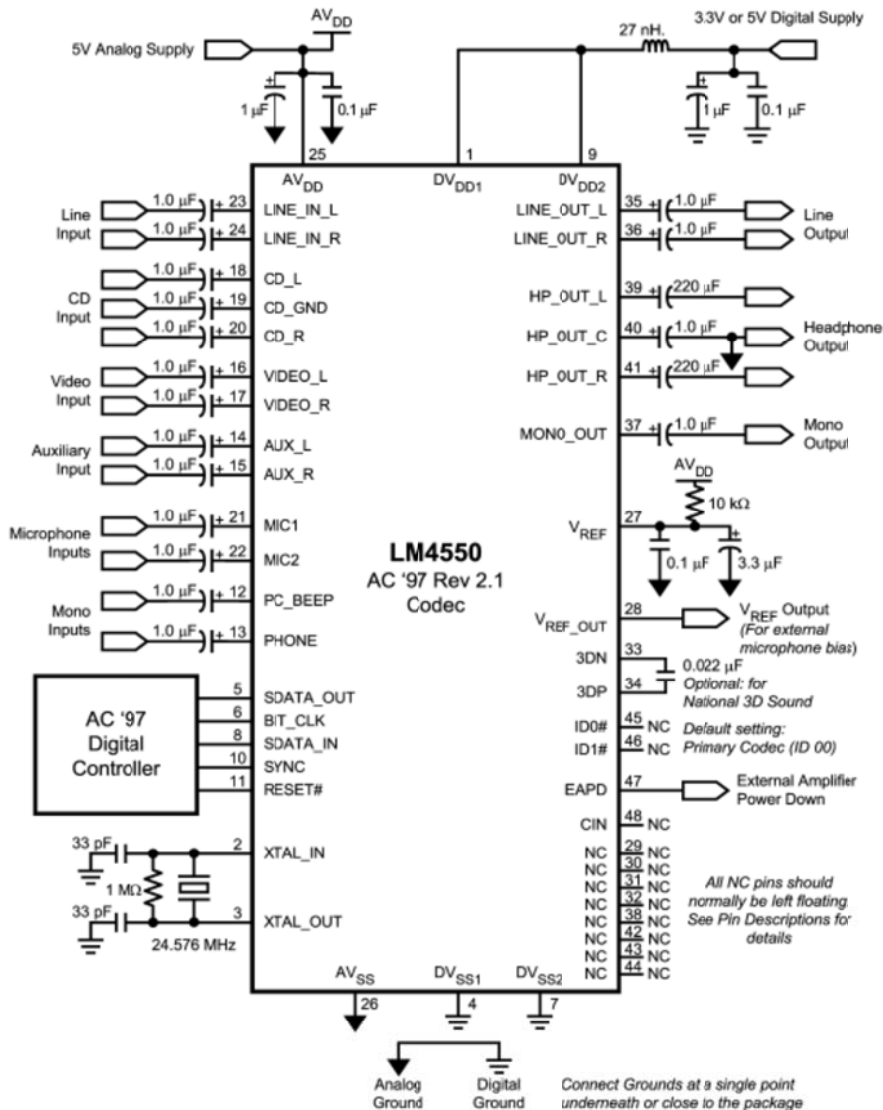 AVDD
5V Analog Supply
3.3V or 5V Digital Supply
27 nH.
1 µF
0.1 µF
1 µF
0.1 µF
25
1
9
AVDD
DVDD1
DVDD2
Line
Input
1.0 µF
+ 23
LINE_IN_L
1.0 µF
+ 24
LINE_IN_R
CD
Input
1.0 µF
+ 18
CD_L
1.0 µF
+ 19
CD_GND
1.0 µF
+ 20
CD_R
Video
Input
1.0 µF
+ 16
VIDEO_L
1.0 µF
+ 17
VIDEO_R
Auxiliary
Input
1.0 µF
+ 14
AUX_L
1.0 µF
+ 15
AUX_R
Microphone
Inputs
1.0 µF
+ 21
MIC1
1.0 µF
+ 22
MIC2
Mono
Inputs
1.0 µF
+ 12
PC_BEEP
1.0 µF
+ 13
PHONE
AC '97
Digital
Controller
5
SDATA_OUT
6
BIT_CLK
8
SDATA_IN
10
SYNC
11
RESET#
33 pF
2
XTAL_IN
1 MΩ
33 pF
3
XTAL_OUT
24.576 MHz
LM4550
AC '97 Rev 2.1
Codec
LINE_OUT_L
35 +
1.0 µF
LINE_OUT_R
36 +
1.0 µF
Line
Output
HP_OUT_L
39 +
220 µF
HP_OUT_C
40 +
1.0 µF
HP_OUT_R
41 +
220 µF
Headphone
Output
MONO_OUT
37 +
1.0 µF
Mono
Output
AVDD
10 kΩ
VREF
27
0.1 µF
+
3.3 µF
VREF_OUT
28
VREF Output
(For external
microphone bias)
3DN
33
3DP
34
0.022 µF
Optional: for
National 3D Sound
ID0#
45 NC
ID1#
46 NC
Default setting:
Primary Codec (ID 00)
EAPD
47
External Amplifier
Power Down
CIN
48 NC
NC 29 NC
NC 30 NC
NC 31 NC
NC 32 NC
NC 38 NC
NC 42 NC
NC 43 NC
NC 44 NC
All NC pins should
normally be left floating
See Pin Descriptions for
details
AVSS
DVSS1
DVSS2
26
4
7
Analog
Ground
Digital
Ground
Connect Grounds at a single point
underneath or close to the package